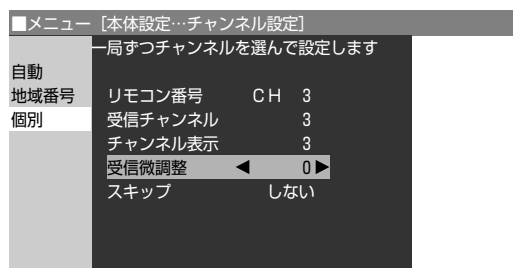 ■メニュー [本体設定…チャンネル設定]
一局ずつチャンネルを選んで設定します
自動
地域番号 リモコン番号 CH 3
個別 受信チャンネル 3
チャンネル表示 3
受信微調整 ◀ 0▶
スキップ しない